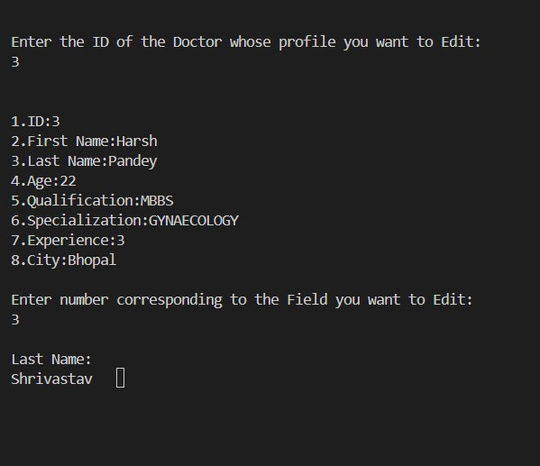 Enter the ID of the Doctor whose profile you want to Edit:
3
1.ID:3
2.First Name:Harsh
3.Last Name:Pandey
4.Age:22
5.Qualification:MBBS
6.Specialization:GYNAECOLOGY
7.Experience:3
8.City:Bhopal
Enter number corresponding to the Field you want to Edit:
3
Last Name:
Shrivastav